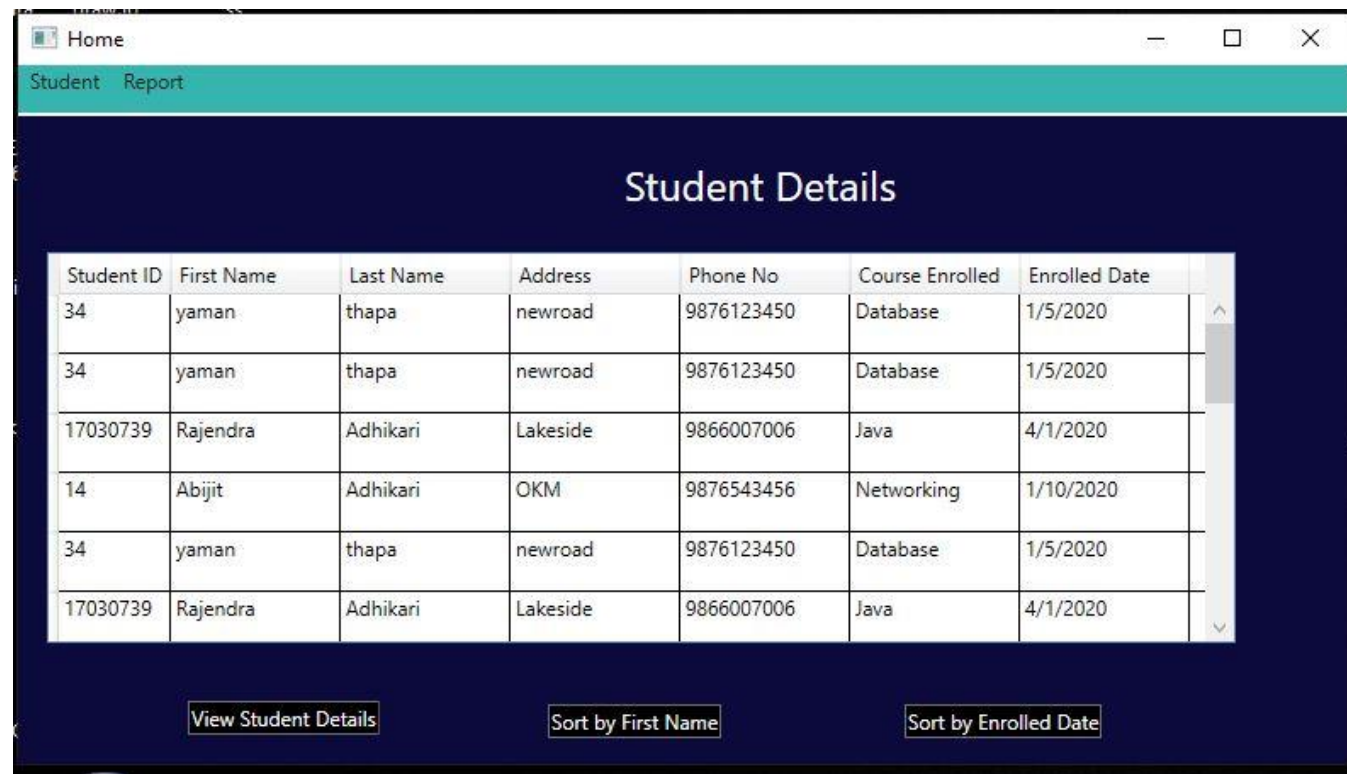 Home
Student Report
Student Details
Student ID First Name Last Name Address Phone No Course Enrolled Enrolled Date
34 yaman thapa newroad 9876123450 Database 1/5/2020
34 yaman thapa newroad 9876123450 Database 1/5/2020
17030739 Rajendra Adhikari Lakeside 9866007006 Java 4/1/2020
14 Abijit Adhikari OKM 9876543456 Networking 1/10/2020
34 yaman thapa newroad 9876123450 Database 1/5/2020
17030739 Rajendra Adhikari Lakeside 9866007006 Java 4/1/2020
View Student Details Sort by First Name Sort by Enrolled Date